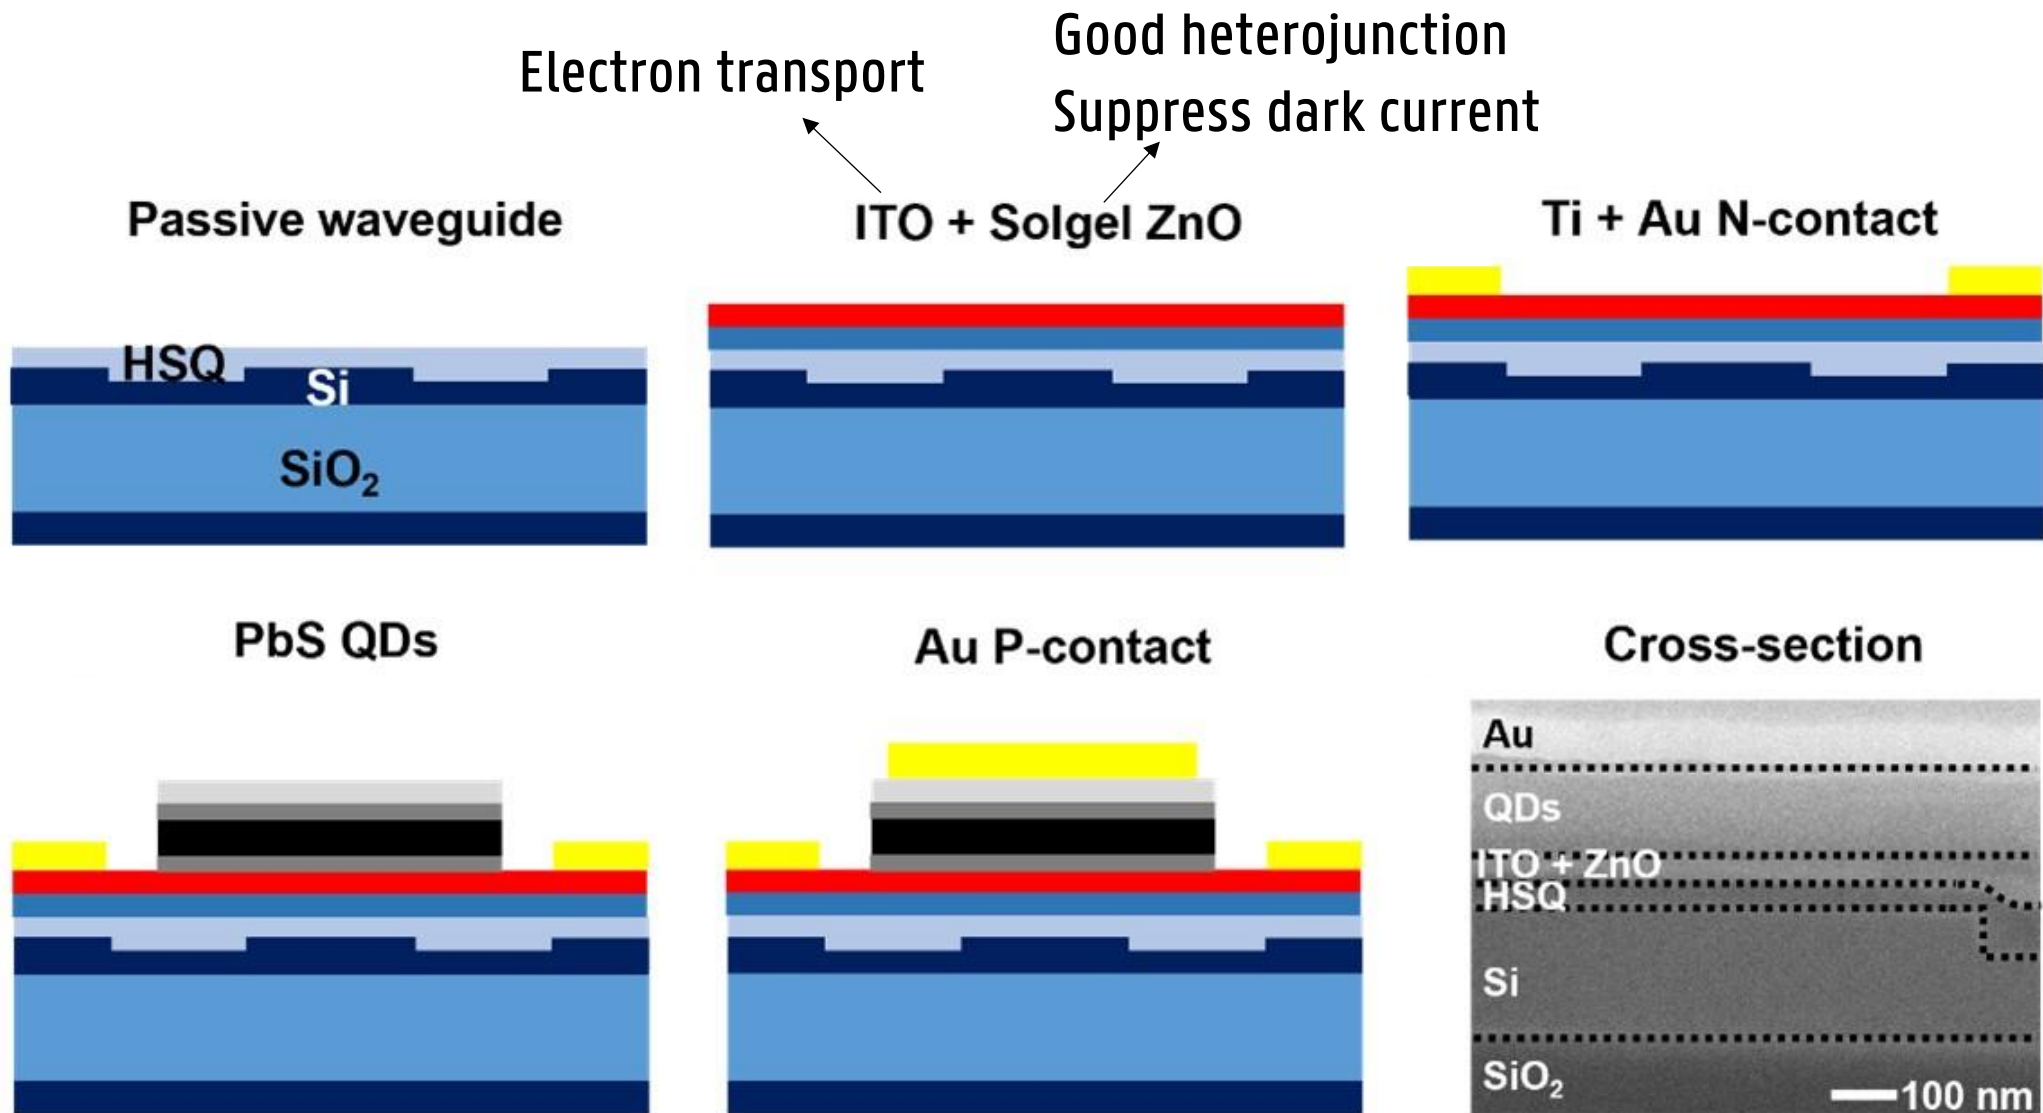 Electron transport
Good heterojunction
Suppress dark current
Passive waveguide
ITO + Solgel ZnO
Ti + Au N-contact
HSQ
Si
SiO₂
PbS QDs
Au P-contact
Cross-section
Au
QDs
ITO + ZnO
HSQ
Si
SiO₂
100 nm